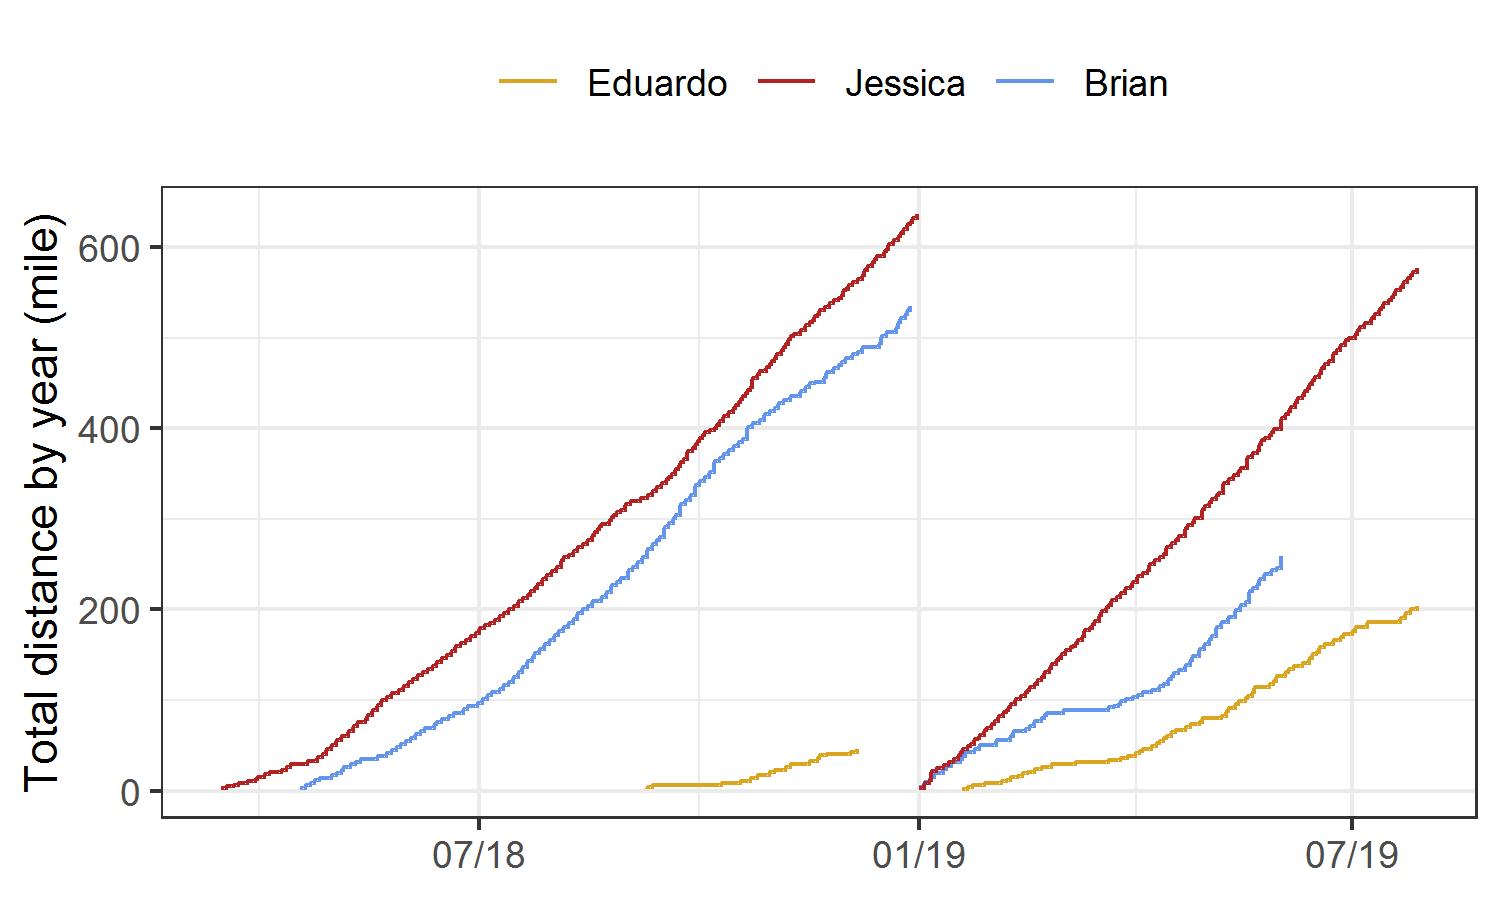 Eduardo Jessica Brian
Total distance by year (mile)
600
400
200
0
07/18 01/19 07/19